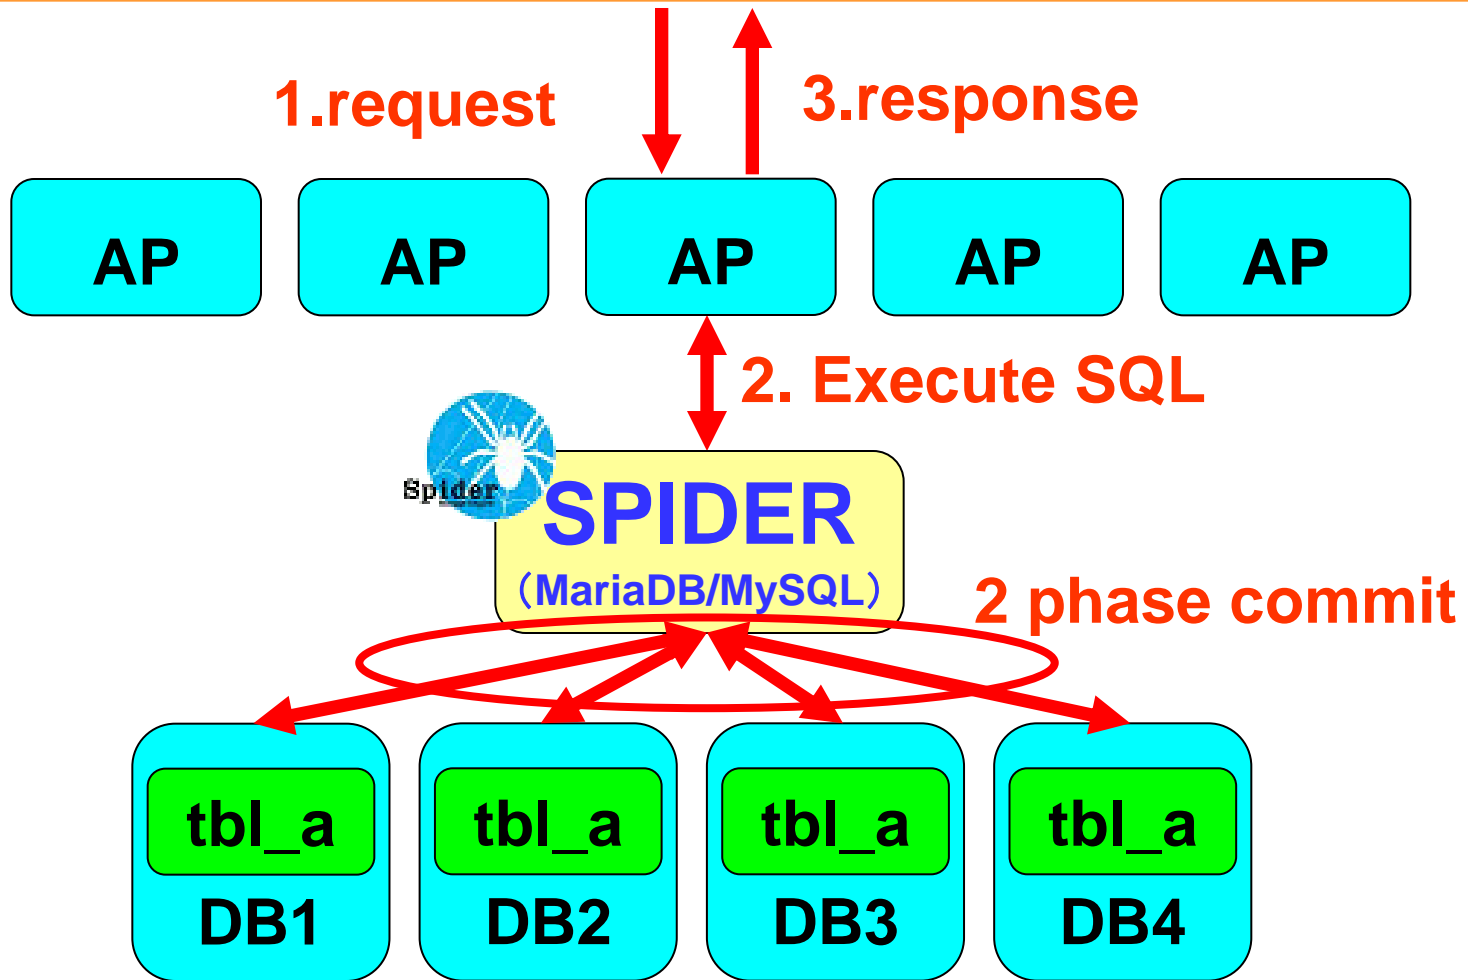 1.request
3.response
AP
AP
AP
AP
AP
2. Execute SQL
Spider
SPIDER
（MariaDB/MySQL）
2 phase commit
tbl_a
tbl_a
tbl_a
tbl_a
DB1
DB2
DB3
DB4